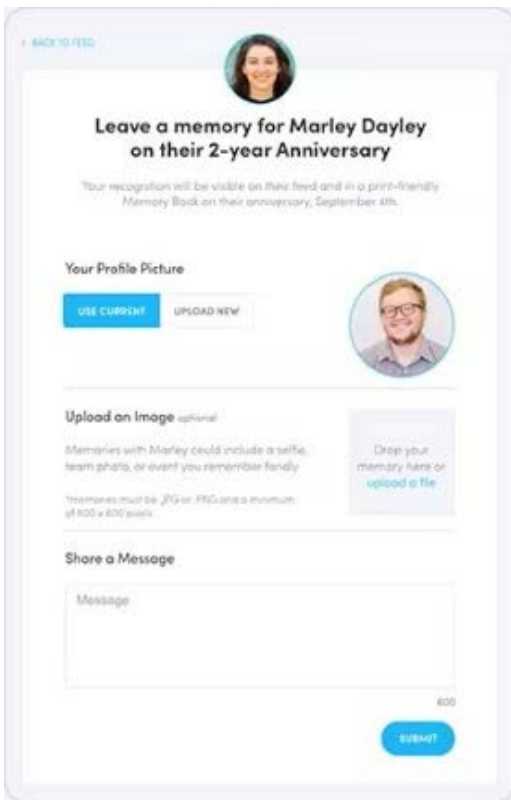 ‹ BACK TO FEED
Leave a memory for Marley Dayley
on their 2-year Anniversary
Your recognition will be visible on their feed and in a print-friendly
Memory Book on their anniversary, September 4th.
Your Profile Picture
USE CURRENT UPLOAD NEW
Upload an Image optional
Memories with Marley could include a selfie,
team photo, or event you remember fondly
Drop your
memory here or
upload a file
*memories must be .JPG or .PNG and a minimum
of 600 x 600 pixels
Share a Message
Message
600
SUBMIT